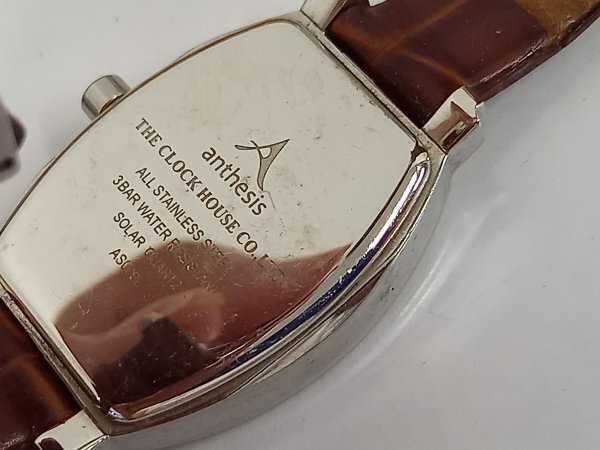 anthesis
THE CLOCK HOUSE CO.,LTD.
ALL STAINLESS STEEL
3BAR WATER RESISTANT
SOLAR QUARTZ